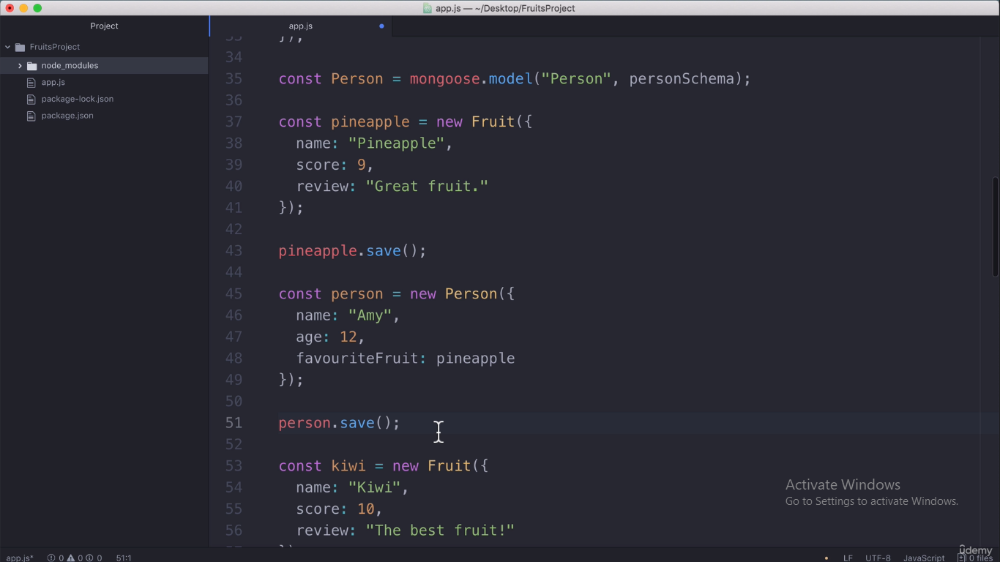 app.js — ~/Desktop/FruitsProject
Project
app.js
FruitsProject
node_modules
app.js
package-lock.json
package.json
33 });
34
35 const Person = mongoose.model("Person", personSchema);
36
37 const pineapple = new Fruit({
38 name: "Pineapple",
39 score: 9,
40 review: "Great fruit."
41 });
42
43 pineapple.save();
44
45 const person = new Person({
46 name: "Amy",
47 age: 12,
48 favouriteFruit: pineapple
49 });
50
51 person.save();
52
53 const kiwi = new Fruit({
54 name: "Kiwi",
55 score: 10,
56 review: "The best fruit!"
Activate Windows
Go to Settings to activate Windows.
ûdemy
app.js* 0 0 0 51:1 LF UTF-8 JavaScript 0 files